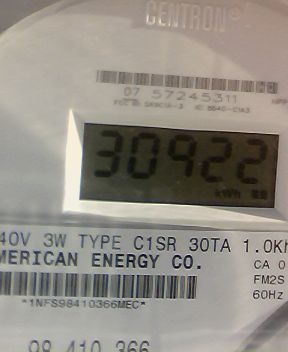 CENTRON®
07 57245311
30922
kWh
40V 3W TYPE C1SR 30TA 1.0Kh
MERICAN ENERGY CO.
CA 0
FM2S
60Hz
*1NFS98410366MEC*
98 410 366